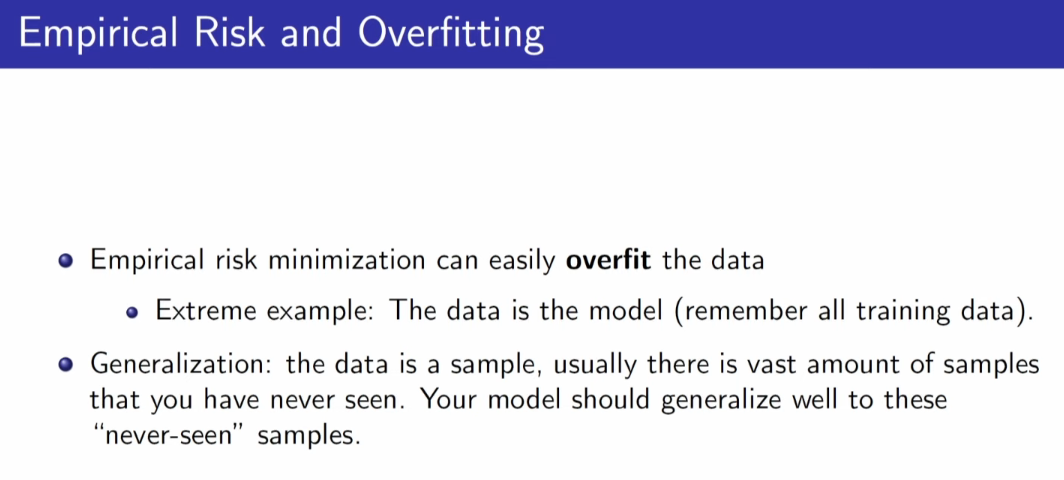 Empirical Risk and Overfitting
Empirical risk minimization can easily overfit the data
Extreme example: The data is the model (remember all training data).
Generalization: the data is a sample, usually there is vast amount of samples
that you have never seen. Your model should generalize well to these
“never-seen” samples.